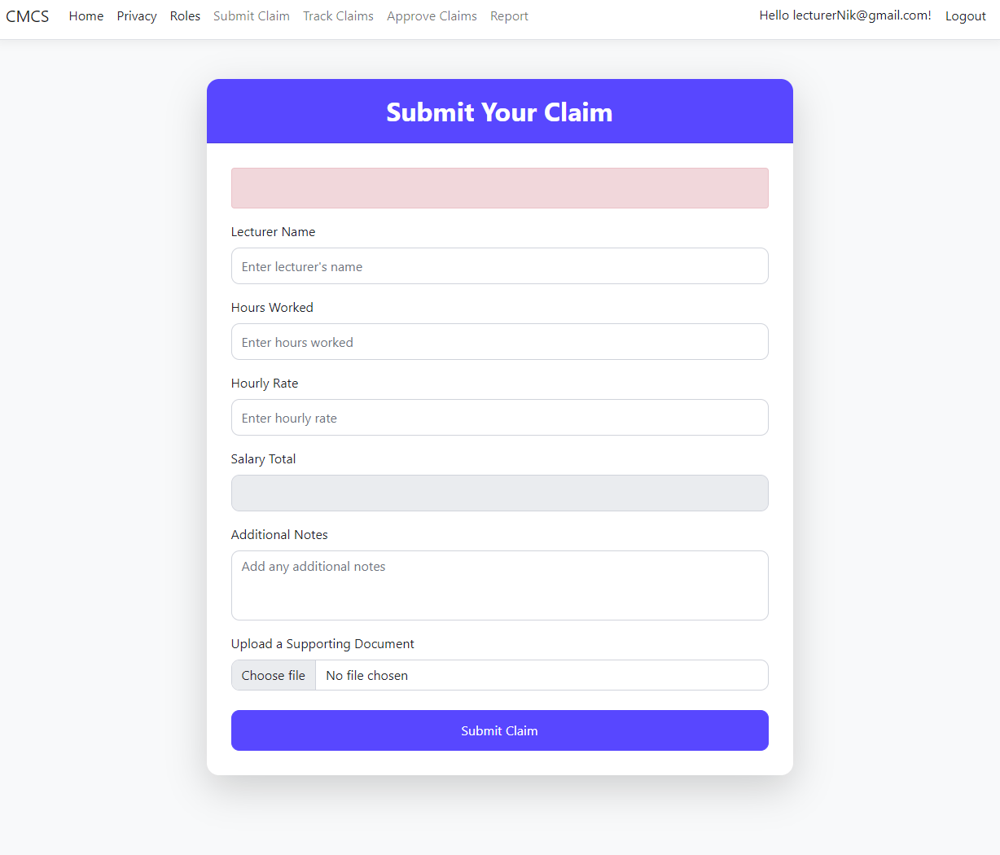 CMCS Home Privacy Roles Submit Claim Track Claims Approve Claims Report Hello lecturerNik@gmail.com! Logout
Submit Your Claim
Lecturer Name
Enter lecturer's name
Hours Worked
Enter hours worked
Hourly Rate
Enter hourly rate
Salary Total
Additional Notes
Add any additional notes
Upload a Supporting Document
Choose file No file chosen
Submit Claim